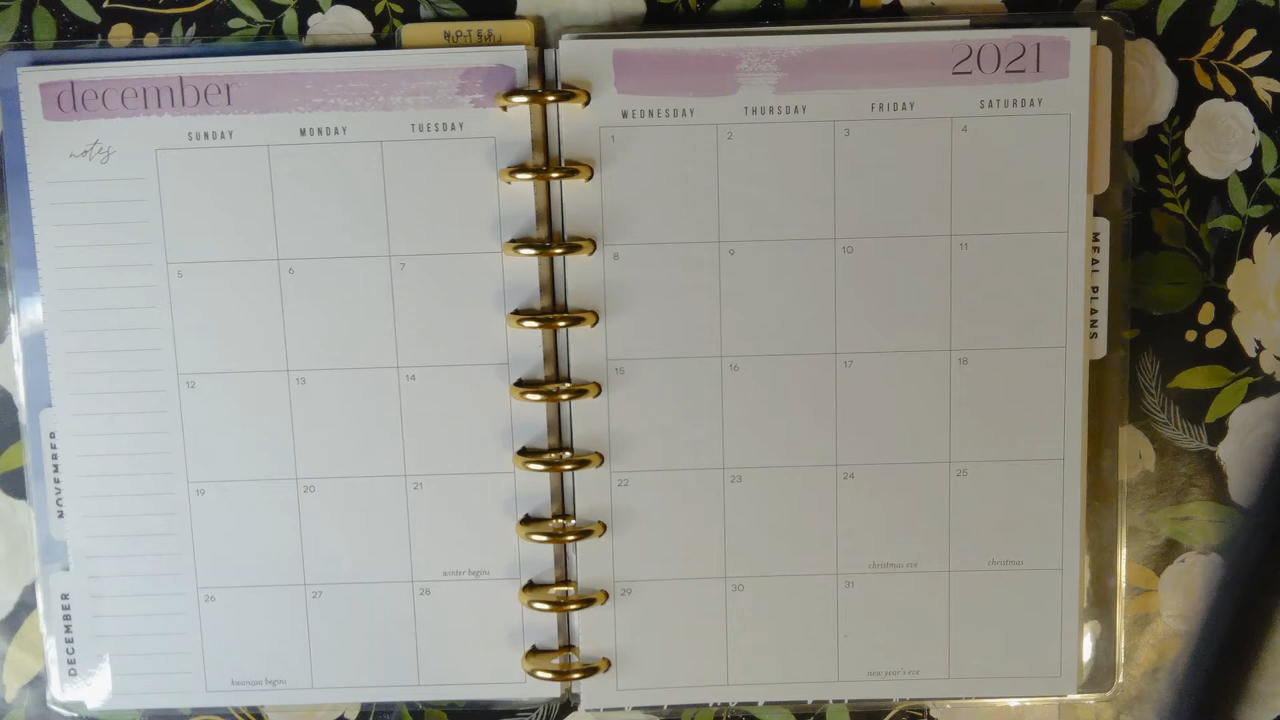 NOTES
december
2021
notes
SUNDAY MONDAY TUESDAY WEDNESDAY THURSDAY FRIDAY SATURDAY
1 2 3 4
5 6 7 8 9 10 11
12 13 14 15 16 17 18
19 20 21 22 23 24 25
winter begins christmas eve christmas
26 27 28 29 30 31
kwanzaa begins new year's eve
NOVEMBER
DECEMBER
MEAL PLANS